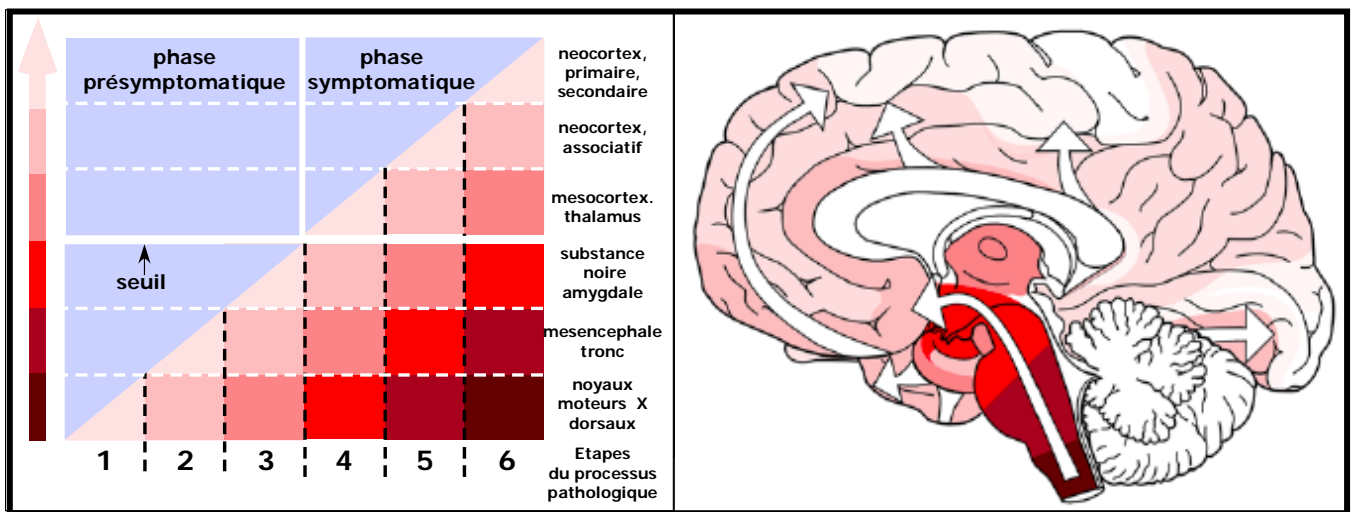 phase
présymptomatique
phase
symptomatique
neocortex,
primaire,
secondaire
neocortex,
associatif
mesocortex.
thalamus
seuil
substance
noire
amygdale
mesencephale
tronc
noyaux
moteurs X
dorsaux
1 2 3 4 5 6
Etapes
du processus
pathologique